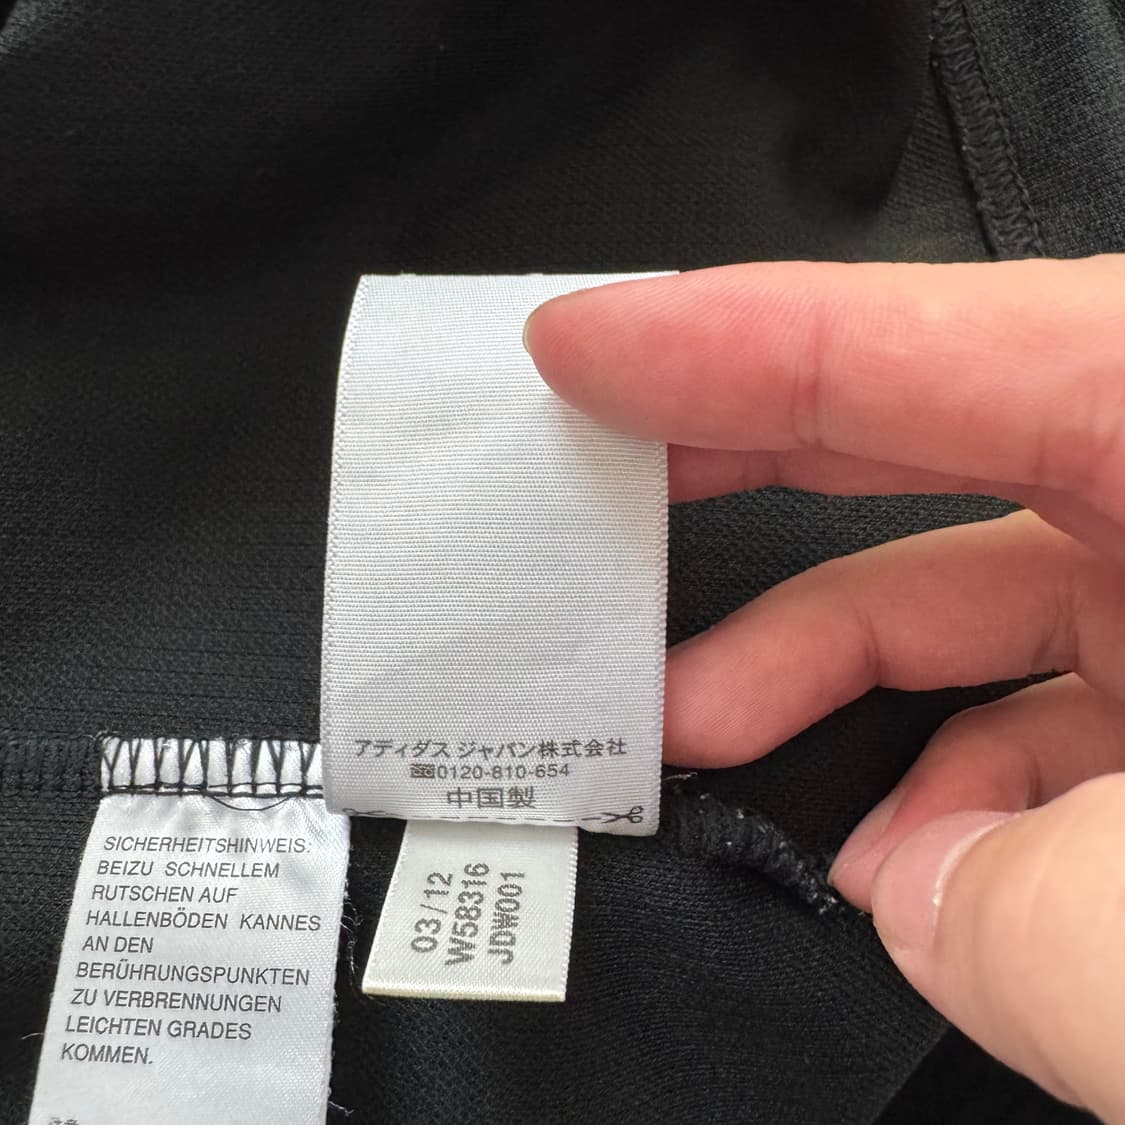 アディダス ジャパン株式会社
0120-810-654
中国製
SICHERHEITSHINWEIS:
BEIZU SCHNELLEM
RUTSCHEN AUF
HALLENBÖDEN KANNES
AN DEN
BERÜHRUNGSPUNKTEN
ZU VERBRENNUNGEN
LEICHTEN GRADES
KOMMEN.
03/12
W58316
JDW001